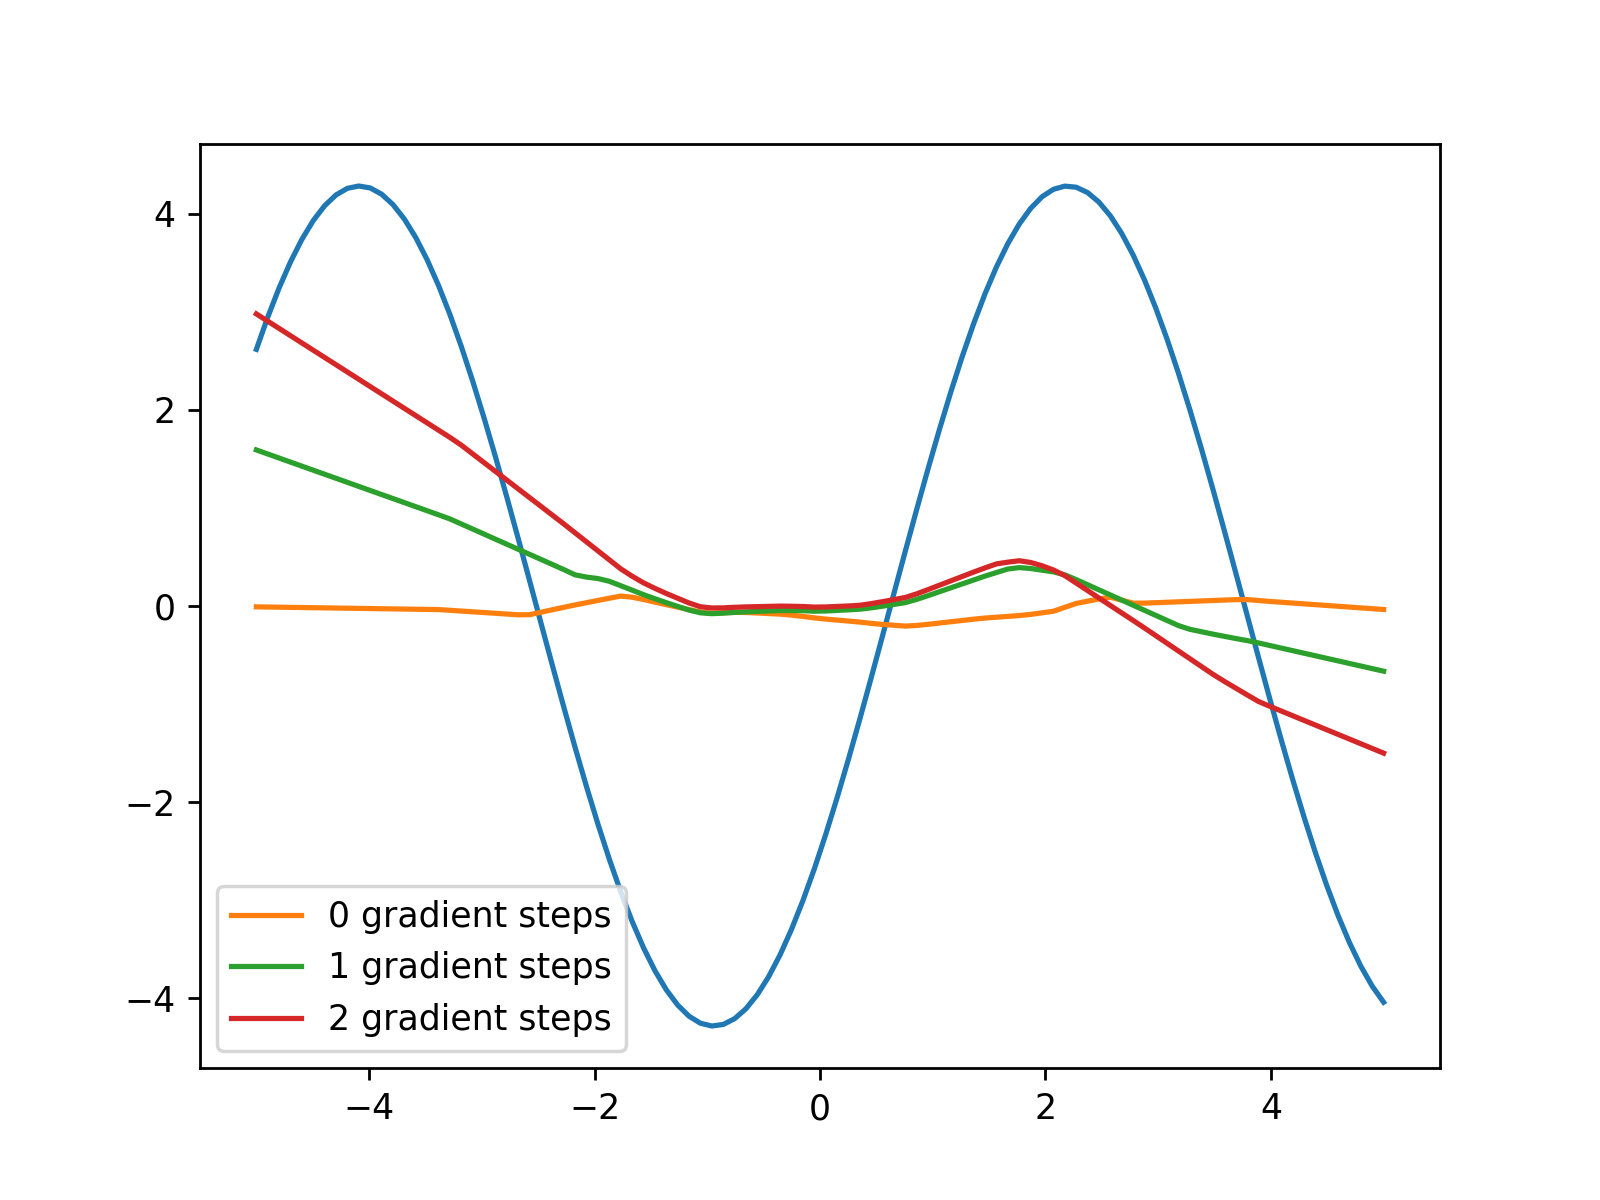 4
2
0
−2
−4
0 gradient steps
1 gradient steps
2 gradient steps
−4 −2 0 2 4